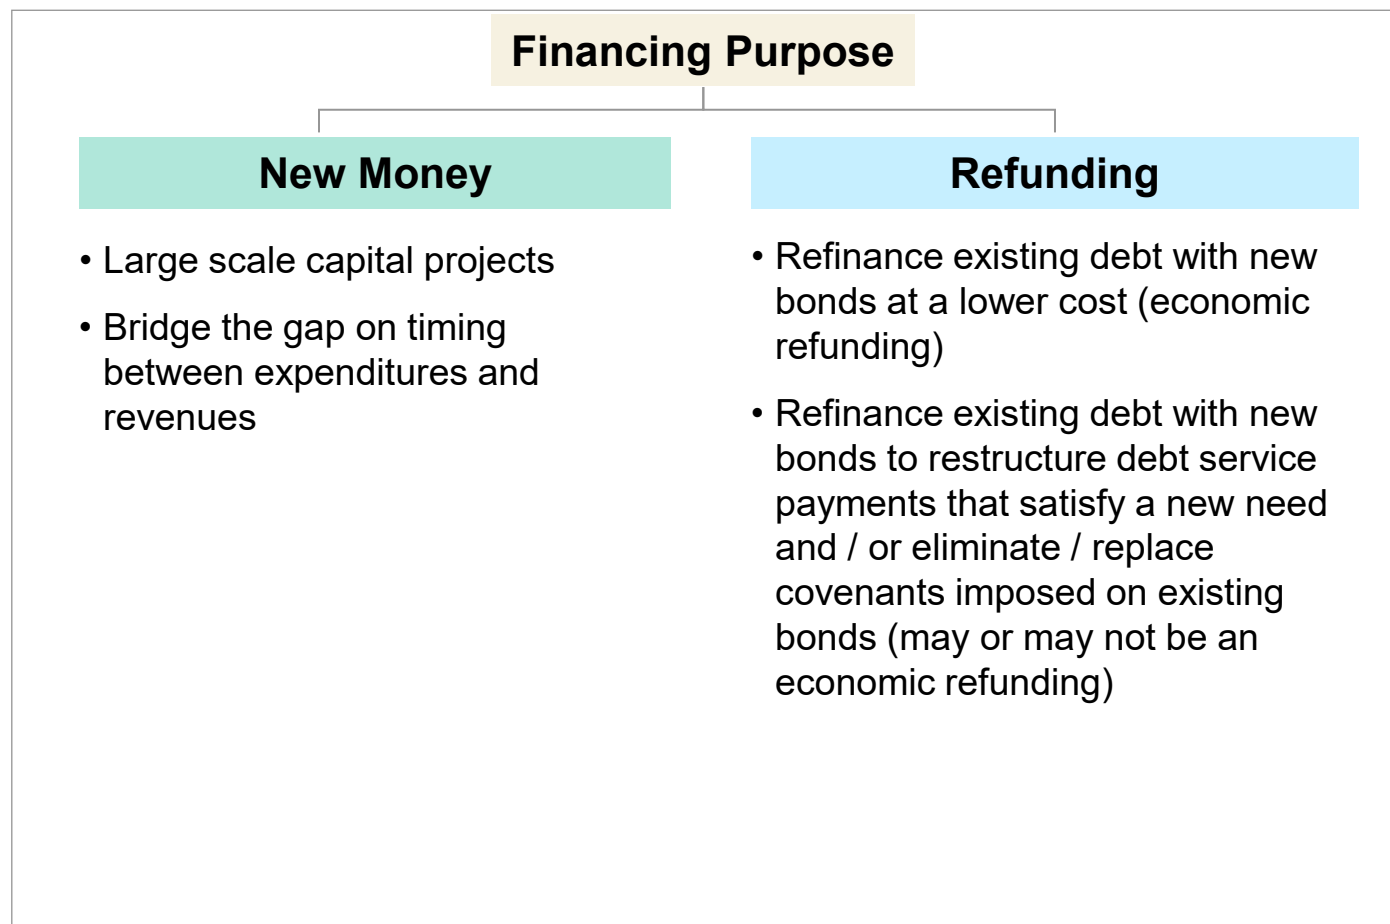 Financing Purpose
New Money
• Large scale capital projects
• Bridge the gap on timing
between expenditures and
revenues
Refunding
• Refinance existing debt with new
bonds at a lower cost (economic
refunding)
• Refinance existing debt with new
bonds to restructure debt service
payments that satisfy a new need
and / or eliminate / replace
covenants imposed on existing
bonds (may or may not be an
economic refunding)